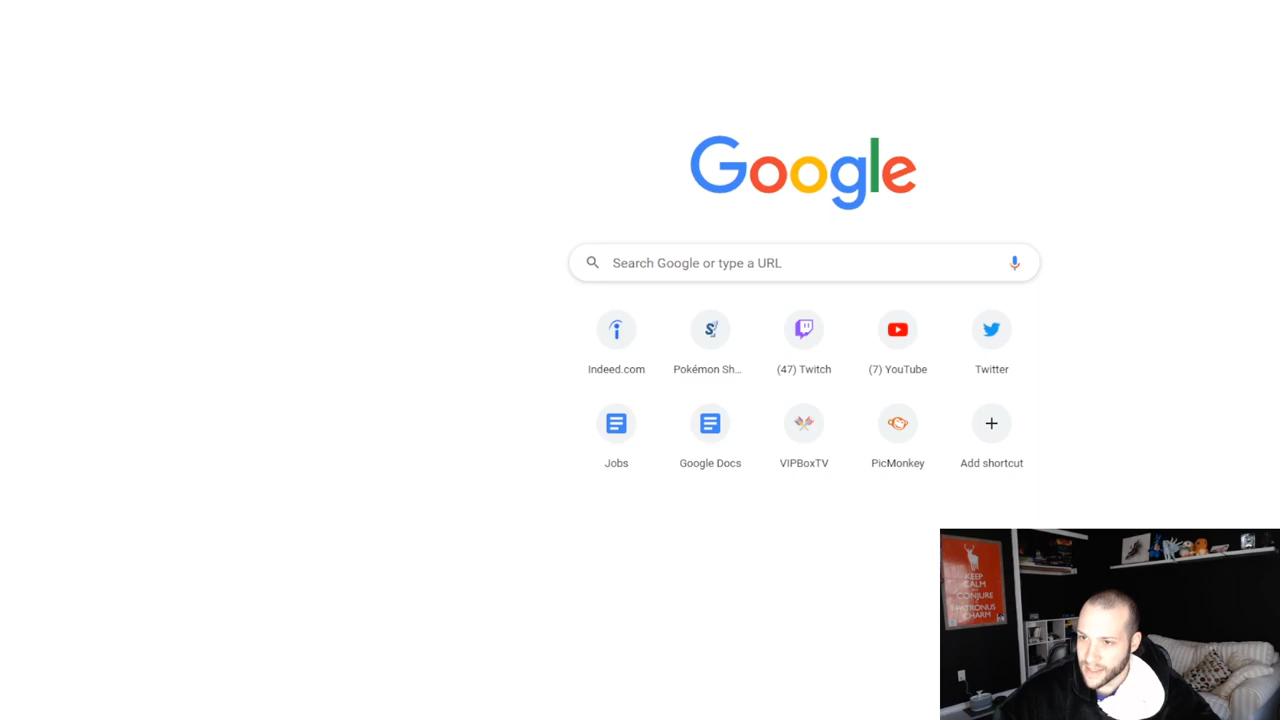 Google
Search Google or type a URL
Indeed.com
Pokémon Sh...
(47) Twitch
(7) YouTube
Twitter
Jobs
Google Docs
VIPBoxTV
PicMonkey
Add shortcut
KEEP
CALM
CONJURE
PATRONUS
CHARM